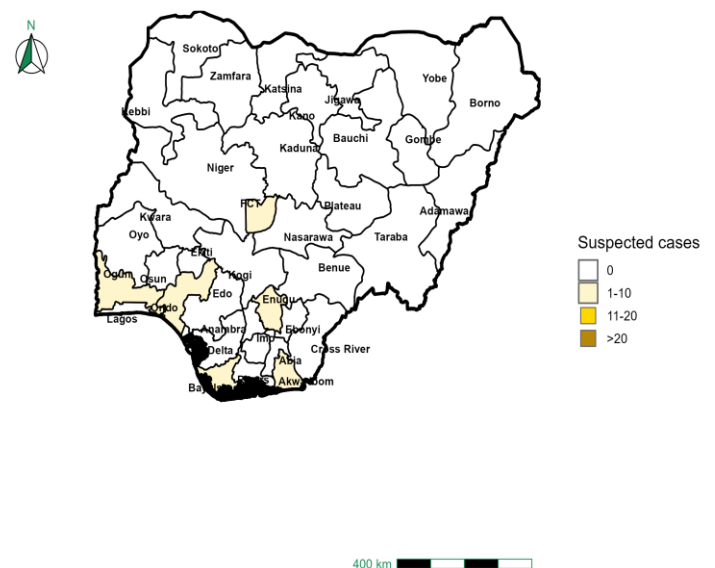 N
Sokoto
Zamfara
Katsina
Jigawa
Yobe
Borno
Kebbi
Kano
Kaduna
Bauchi
Gombe
Niger
FCT
Plateau
Adamawa
Kwara
Oyo
Nasarawa
Taraba
Ekiti
Benue
Ogun
Osun
Kogi
Ondo
Edo
Enugu
Lagos
Anambra
Ebonyi
Delta
Imo
Cross River
Abia
Bayelsa
Rivers
Akwa Ibom
Suspected cases
0
1-10
11-20
>20
400 km